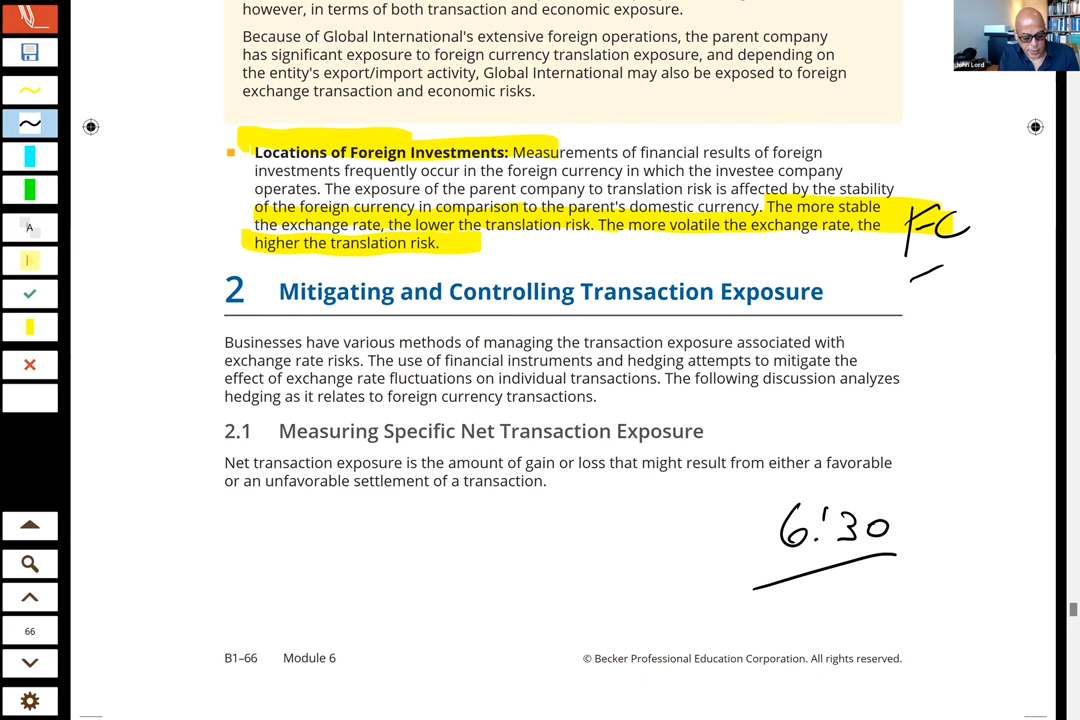 however, in terms of both transaction and economic exposure.
Because of Global International's extensive foreign operations, the parent company
has significant exposure to foreign currency translation exposure, and depending on
the entity's export/import activity, Global International may also be exposed to foreign
exchange transaction and economic risks.
John Lord
Locations of Foreign Investments: Measurements of financial results of foreign
investments frequently occur in the foreign currency in which the investee company
operates. The exposure of the parent company to translation risk is affected by the stability
of the foreign currency in comparison to the parent's domestic currency. The more stable
the exchange rate, the lower the translation risk. The more volatile the exchange rate, the
higher the translation risk.
FC
2 Mitigating and Controlling Transaction Exposure
Businesses have various methods of managing the transaction exposure associated with
exchange rate risks. The use of financial instruments and hedging attempts to mitigate the
effect of exchange rate fluctuations on individual transactions. The following discussion analyzes
hedging as it relates to foreign currency transactions.
2.1 Measuring Specific Net Transaction Exposure
Net transaction exposure is the amount of gain or loss that might result from either a favorable
or an unfavorable settlement of a transaction.
6:30
66
B1–66 Module 6 © Becker Professional Education Corporation. All rights reserved.